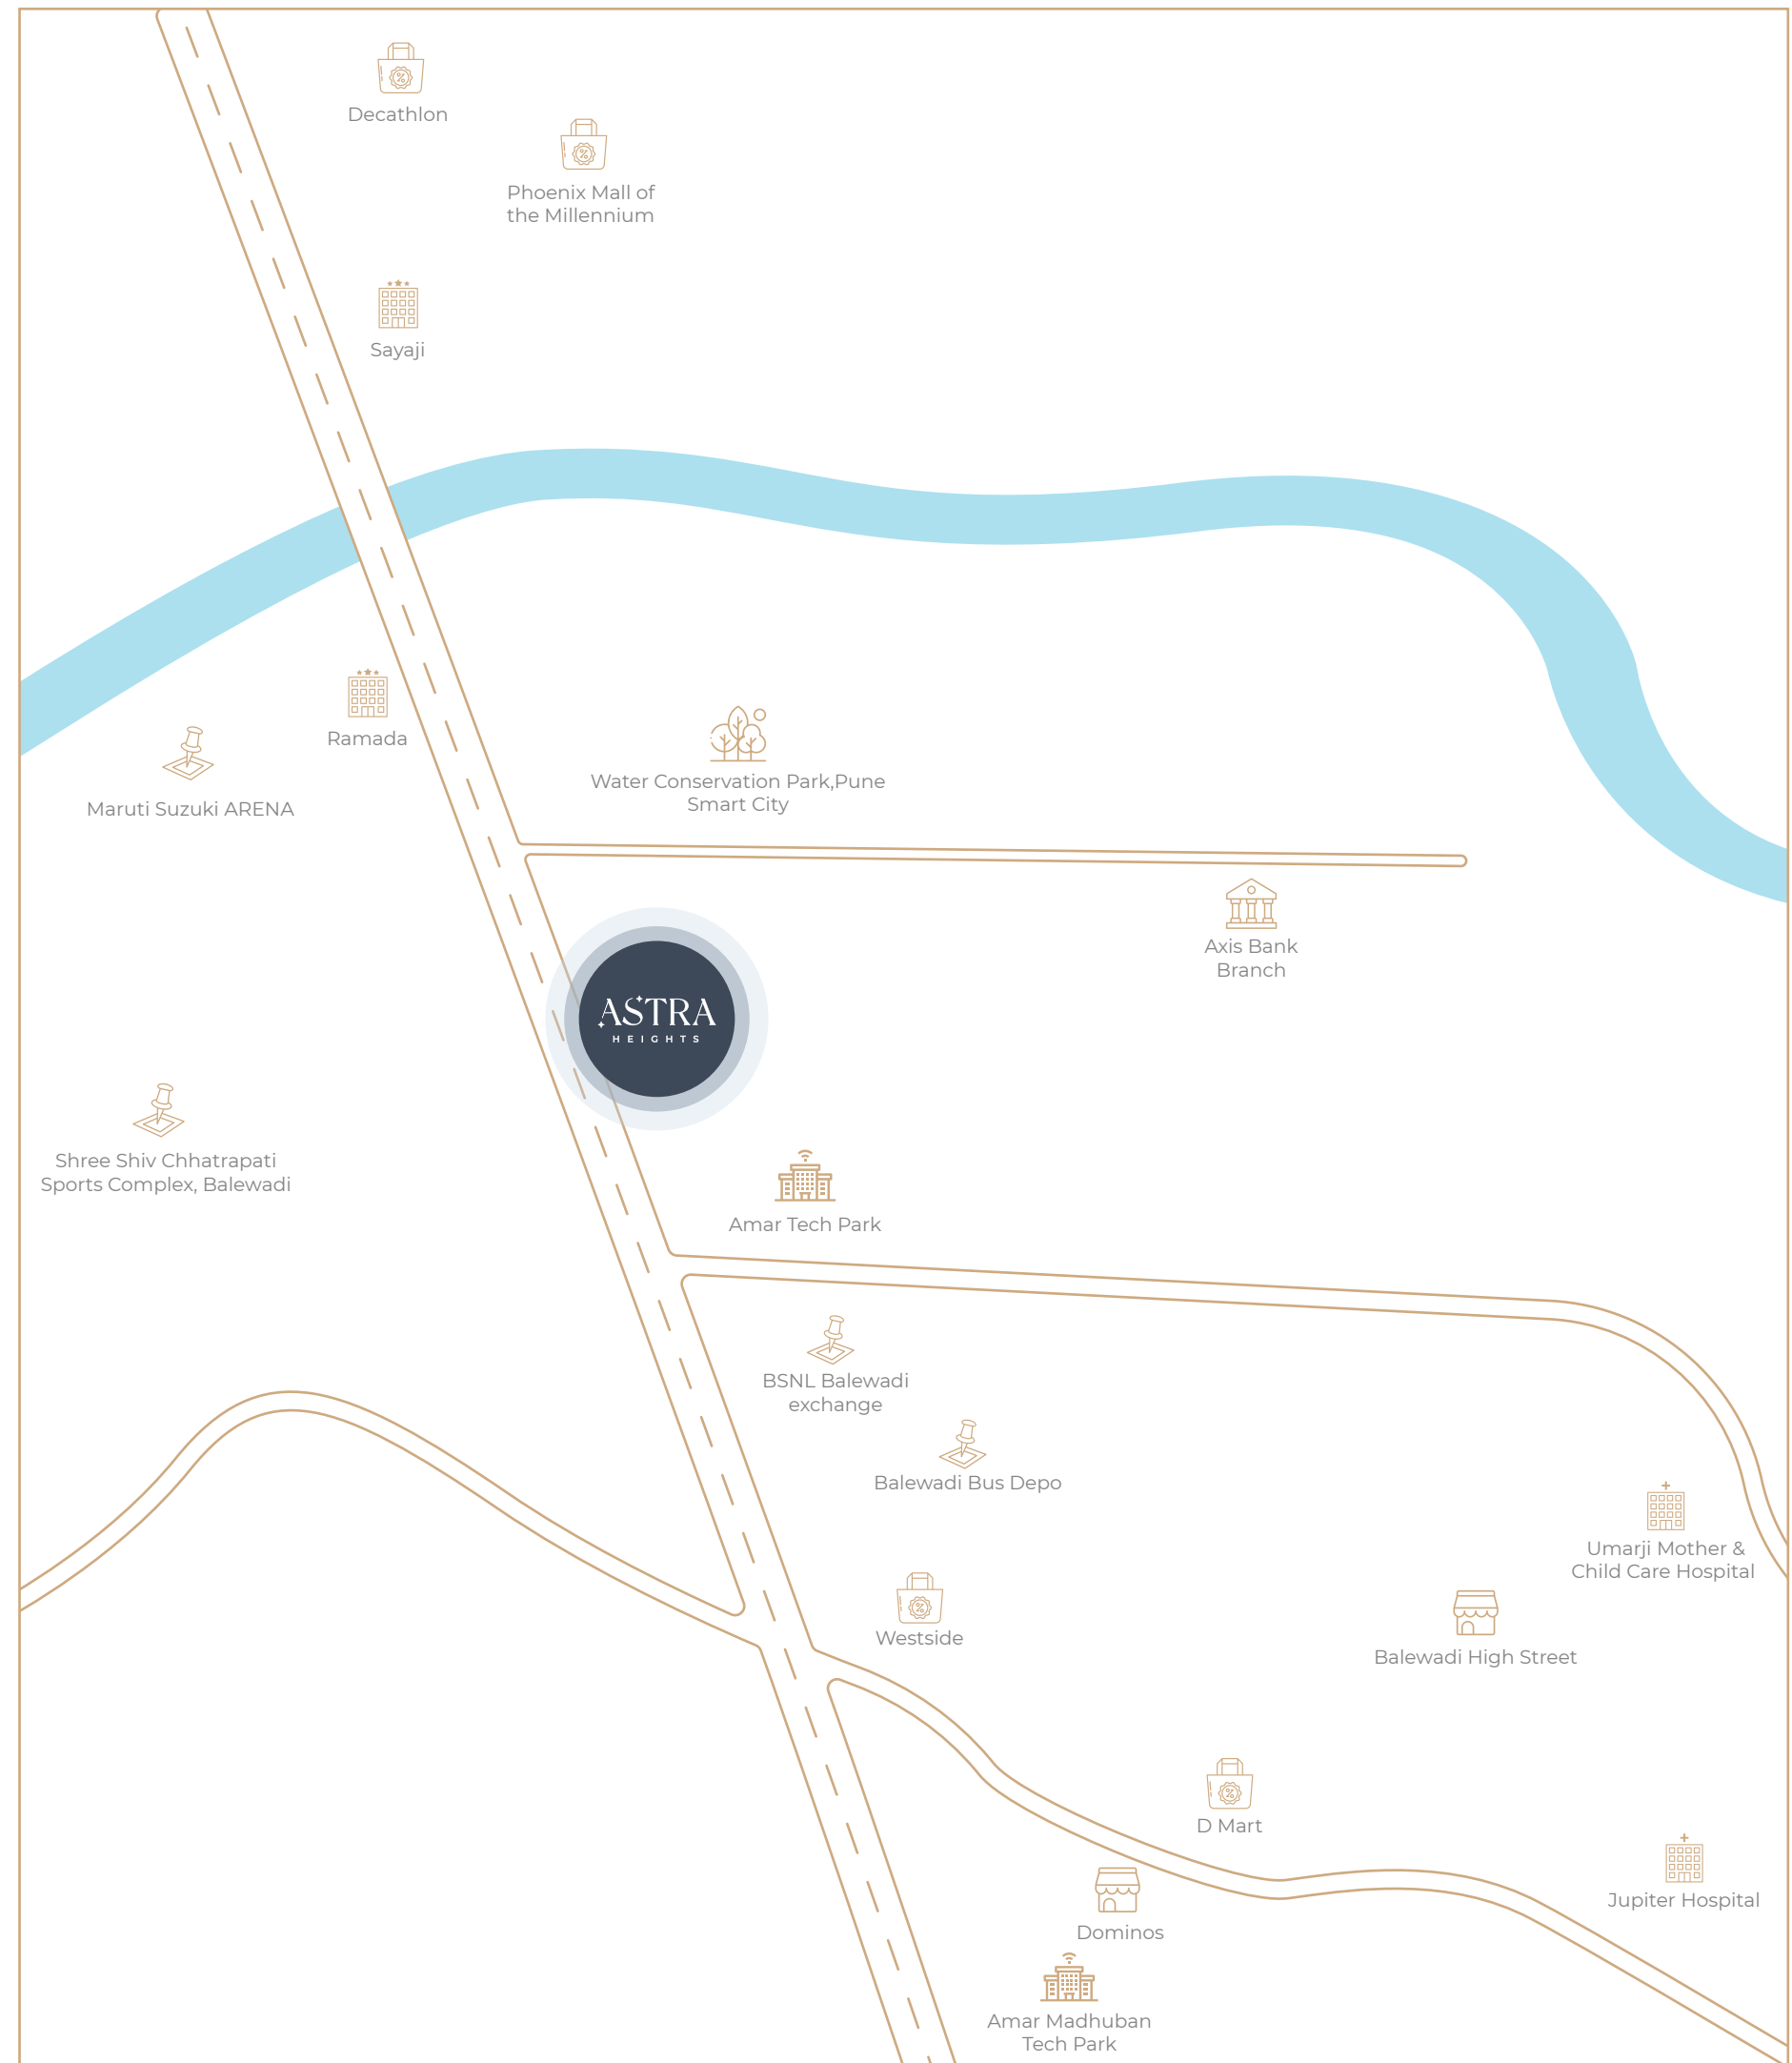 Decathlon
Phoenix Mall of
the Millennium
Sayaji
Ramada
Maruti Suzuki ARENA
Water Conservation Park,Pune
Smart City
Axis Bank
Branch
ASTRA
HEIGHTS
Shree Shiv Chhatrapati
Sports Complex, Balewadi
Amar Tech Park
BSNL Balewadi
exchange
Balewadi Bus Depo
Umarji Mother &
Child Care Hospital
Westside
Balewadi High Street
D Mart
Jupiter Hospital
Dominos
Amar Madhuban
Tech Park